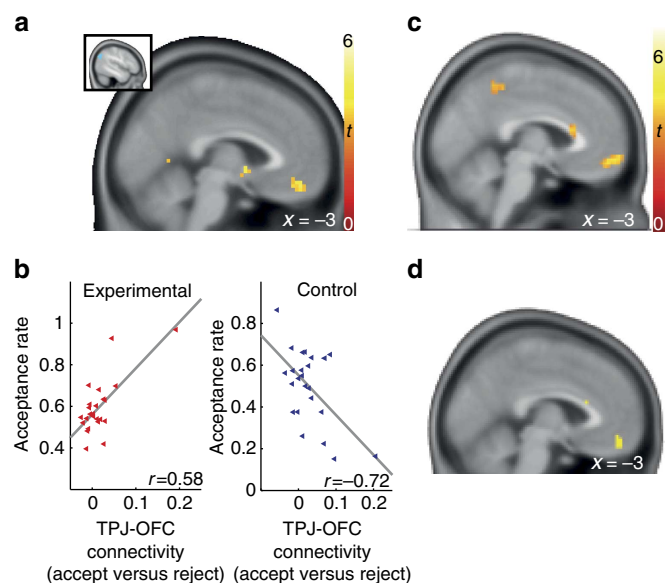 a
6
t
0
x = –3
c
6
t
0
x = –3
b
Experimental
Acceptance rate
1
0.8
0.6
0.4
r=0.58
0
0.1
0.2
TPJ-OFC
connectivity
(accept versus reject)
Control
Acceptance rate
0.8
0.6
0.4
0.2
0
r=–0.72
0
0.1
0.2
TPJ-OFC
connectivity
(accept versus reject)
d
x = –3